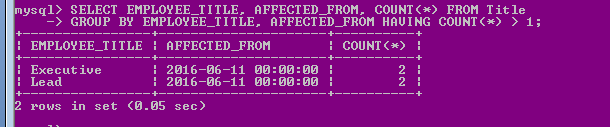 mysql> SELECT EMPLOYEE_TITLE, AFFECTED_FROM, COUNT(*) FROM Title
    -> GROUP BY EMPLOYEE_TITLE, AFFECTED_FROM HAVING COUNT(*) > 1;
+----------------+---------------------+----------+
| EMPLOYEE_TITLE | AFFECTED_FROM       | COUNT(*) |
+----------------+---------------------+----------+
| Executive      | 2016-06-11 00:00:00 |        2 |
| Lead           | 2016-06-11 00:00:00 |        2 |
+----------------+---------------------+----------+
2 rows in set (0.05 sec)